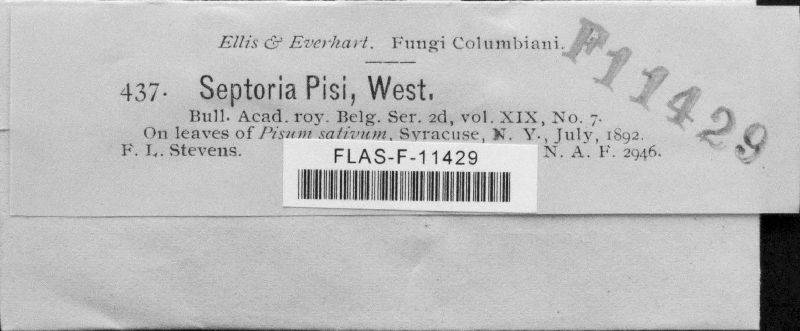 Ellis & Everhart. Fungi Columbiani.
F11429
437. Septoria Pisi, West.
Bull. Acad. roy. Belg. Ser. 2d, vol. XIX, No. 7.
On leaves of Pisum sativum, Syracuse, N. Y., July, 1892.
F. L. Stevens. N. A. F. 2946.
FLAS-F-11429